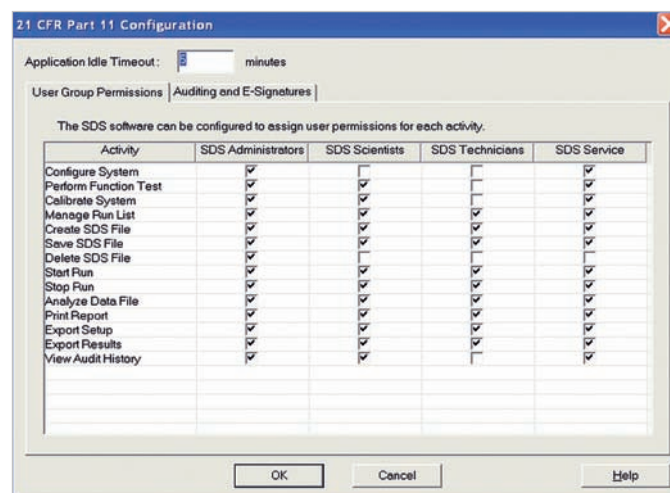 21 CFR Part 11 Configuration
Application Idle Timeout: 5 minutes
User Group Permissions Auditing and E-Signatures
The SDS software can be configured to assign user permissions for each activity.
Activity SDS Administrators SDS Scientists SDS Technicians SDS Service
Configure System
Perform Function Test
Calibrate System
Manage Run List
Create SDS File
Save SDS File
Delete SDS File
Start Run
Stop Run
Analyze Data File
Print Report
Export Setup
Export Results
View Audit History
OK Cancel Help